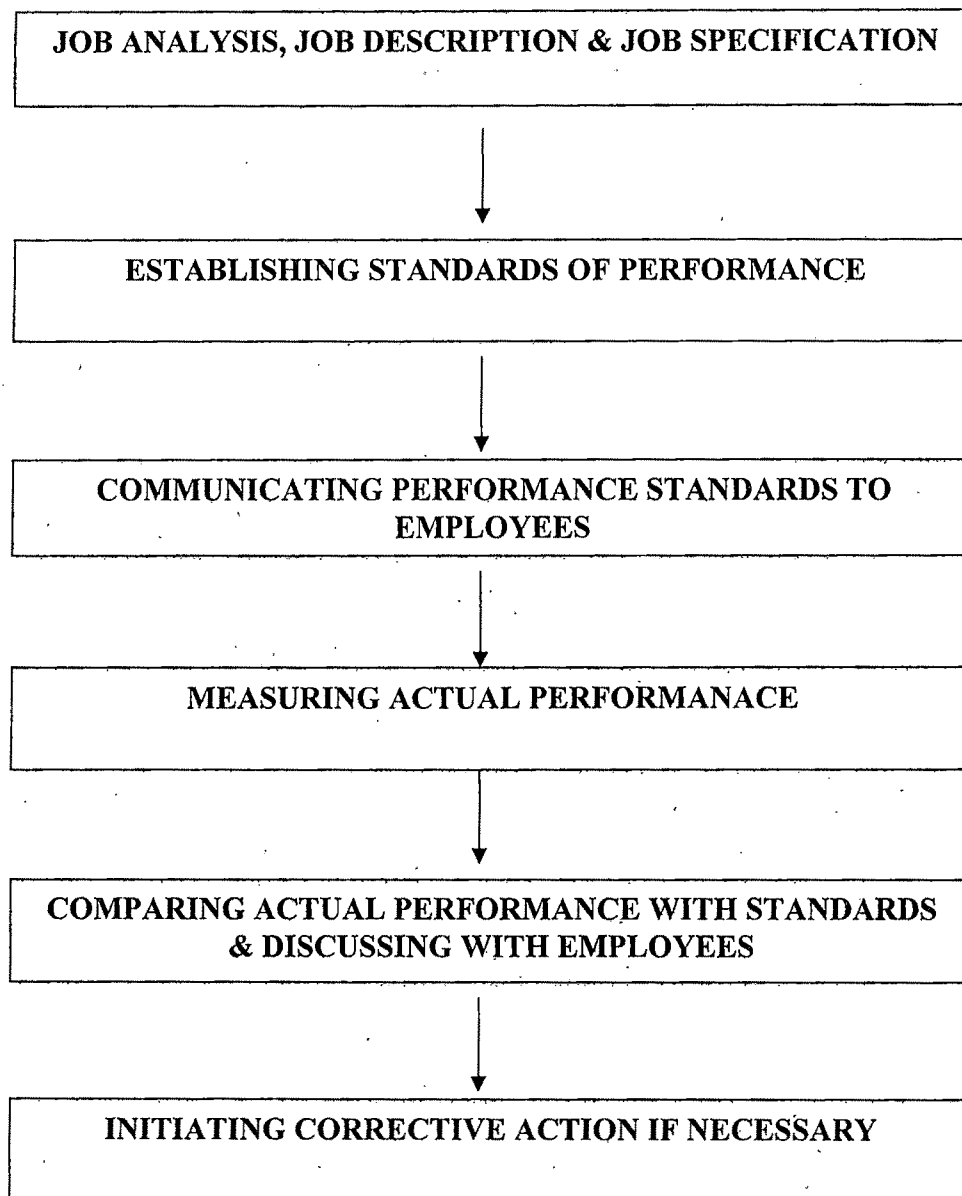 JOB ANALYSIS, JOB DESCRIPTION & JOB SPECIFICATION
ESTABLISHING STANDARDS OF PERFORMANCE
COMMUNICATING PERFORMANCE STANDARDS TO
EMPLOYEES
MEASURING ACTUAL PERFORMANACE
COMPARING ACTUAL PERFORMANCE WITH STANDARDS
& DISCUSSING WITH EMPLOYEES
INITIATING CORRECTIVE ACTION IF NECESSARY